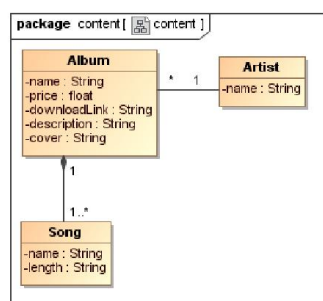 package content [ content ]
Album
-name : String
-price : float
-downloadLink : String
-description : String
-cover : String
* 1
Artist
-name : String
1
1..*
Song
-name : String
-length : String